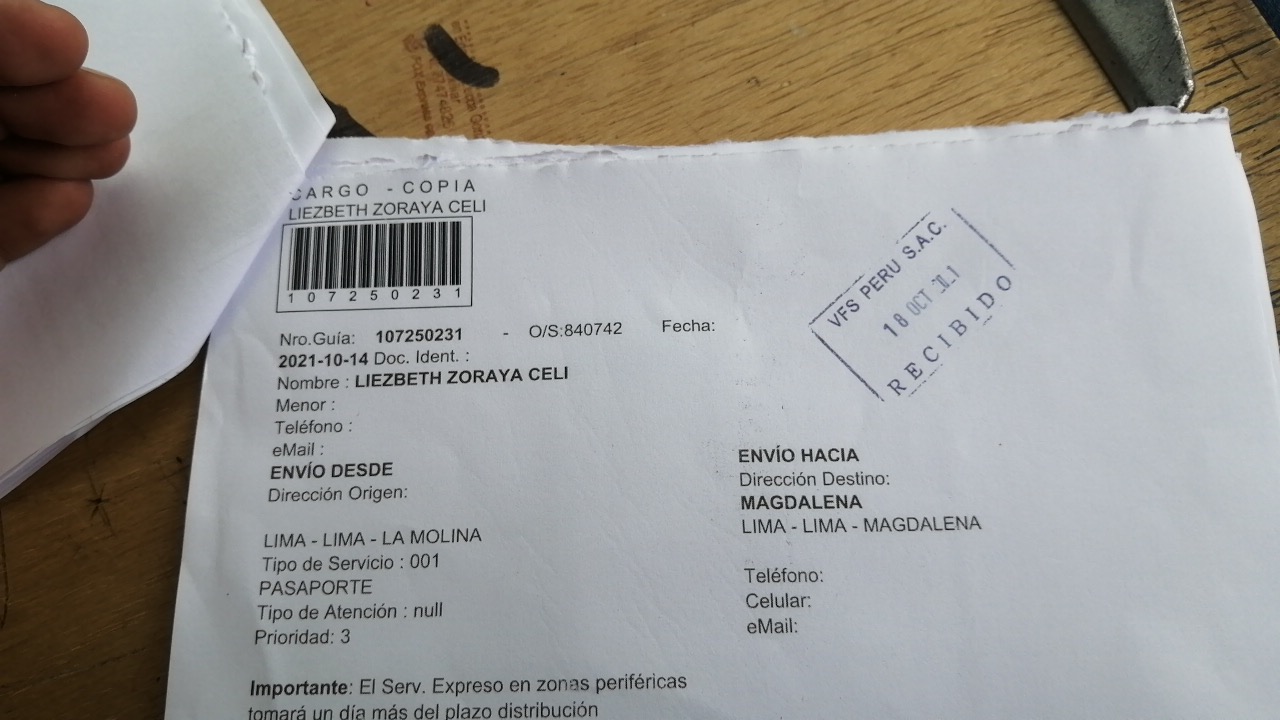 CARGO - COPIA
LIEZBETH ZORAYA CELI
107250231
Nro.Guía: 107250231 - O/S:840742 Fecha:
2021-10-14 Doc. Ident. :
Nombre : LIEZBETH ZORAYA CELI
Menor :
Teléfono :
eMail :
ENVÍO DESDE
Dirección Origen:
LIMA - LIMA - LA MOLINA
Tipo de Servicio : 001
PASAPORTE
Tipo de Atención : null
Prioridad: 3
VFS PERU S.A.C.
18 OCT
RECIBIDO
ENVÍO HACIA
Dirección Destino:
MAGDALENA
LIMA - LIMA - MAGDALENA
Teléfono:
Celular:
eMail:
Importante: El Serv. Expreso en zonas periféricas
tomará un día más del plazo distribución